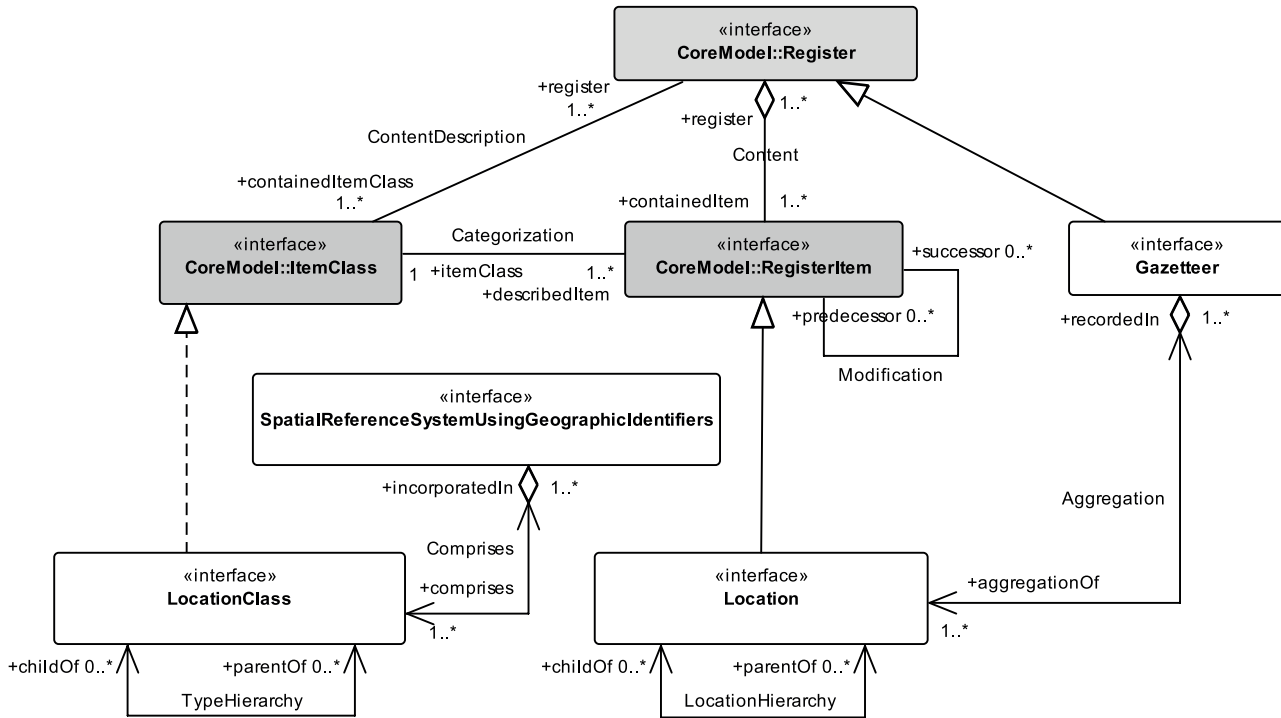 «interface»
CoreModel::Register
+register
1..*
1..*
+register
ContentDescription
Content
+containedItemClass
1..*
+containedItem
1..*
«interface»
CoreModel::ItemClass
Categorization
1
+itemClass
1..*
+describedItem
«interface»
CoreModel::RegisterItem
+successor 0..*
+predecessor 0..*
Modification
«interface»
Gazetteer
+recordedIn
1..*
«interface»
SpatialReferenceSystemUsingGeographicIdentifiers
+incorporatedIn
1..*
Aggregation
Comprises
+comprises
1..*
«interface»
LocationClass
«interface»
Location
+aggregationOf
1..*
+childOf 0..*
+parentOf 0..*
TypeHierarchy
+childOf 0..*
+parentOf 0..*
LocationHierarchy